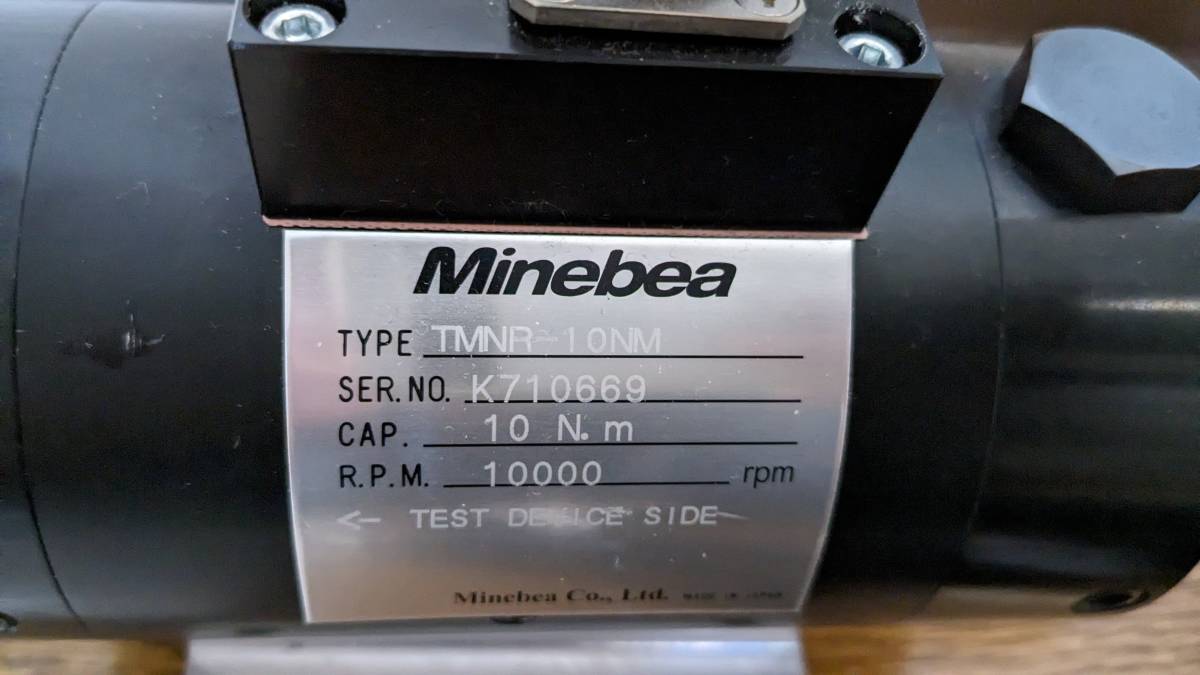 Minebea
TYPE TMNR-10NM
SER.NO. K710669
CAP. 10 N.m
R.P.M. 10000 rpm
<- TEST DEVICE SIDE
Minebea Co., Ltd. MADE IN JAPAN